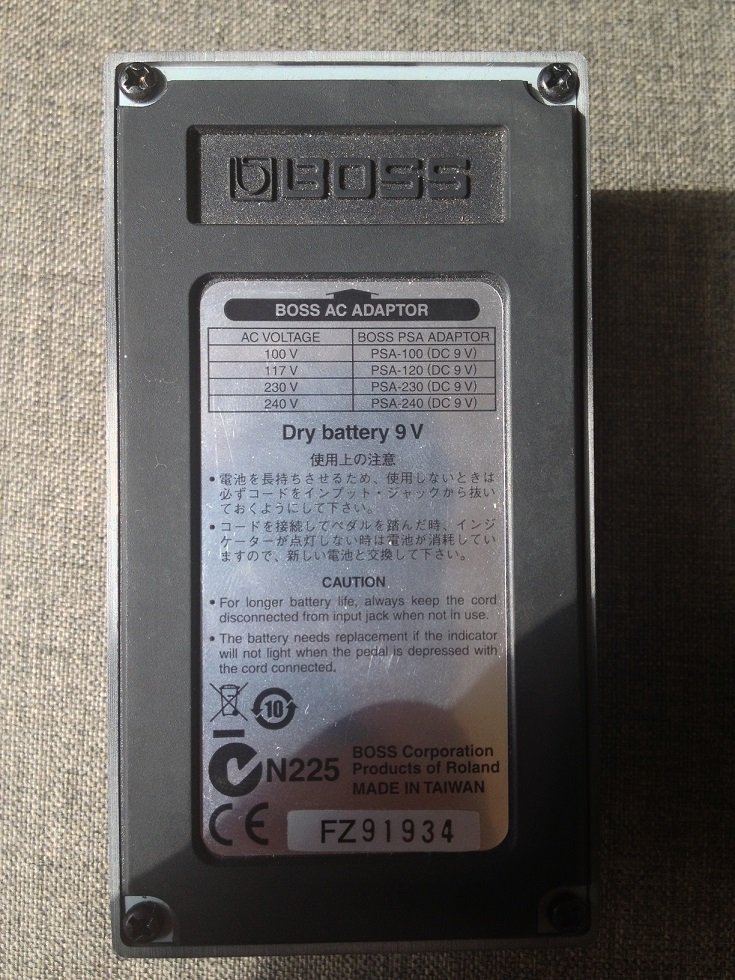 BOSS
BOSS AC ADAPTOR
AC VOLTAGE BOSS PSA ADAPTOR
100 V PSA-100 (DC 9 V)
117 V PSA-120 (DC 9 V)
230 V PSA-230 (DC 9 V)
240 V PSA-240 (DC 9 V)
Dry battery 9 V
使用上の注意
• 電池を長持ちさせるため、使用しないときは
必ずコードをインプット・ジャックから抜い
ておくようにして下さい。
• コードを接続してペダルを踏んだ時、インジ
ケーターが点灯しない時は電池が消耗してい
ますので、新しい電池と交換して下さい。
CAUTION
• For longer battery life, always keep the cord
disconnected from input jack when not in use.
• The battery needs replacement if the indicator
will not light when the pedal is depressed with
the cord connected.
10
N225
BOSS Corporation
Products of Roland
MADE IN TAIWAN
CE
FZ91934